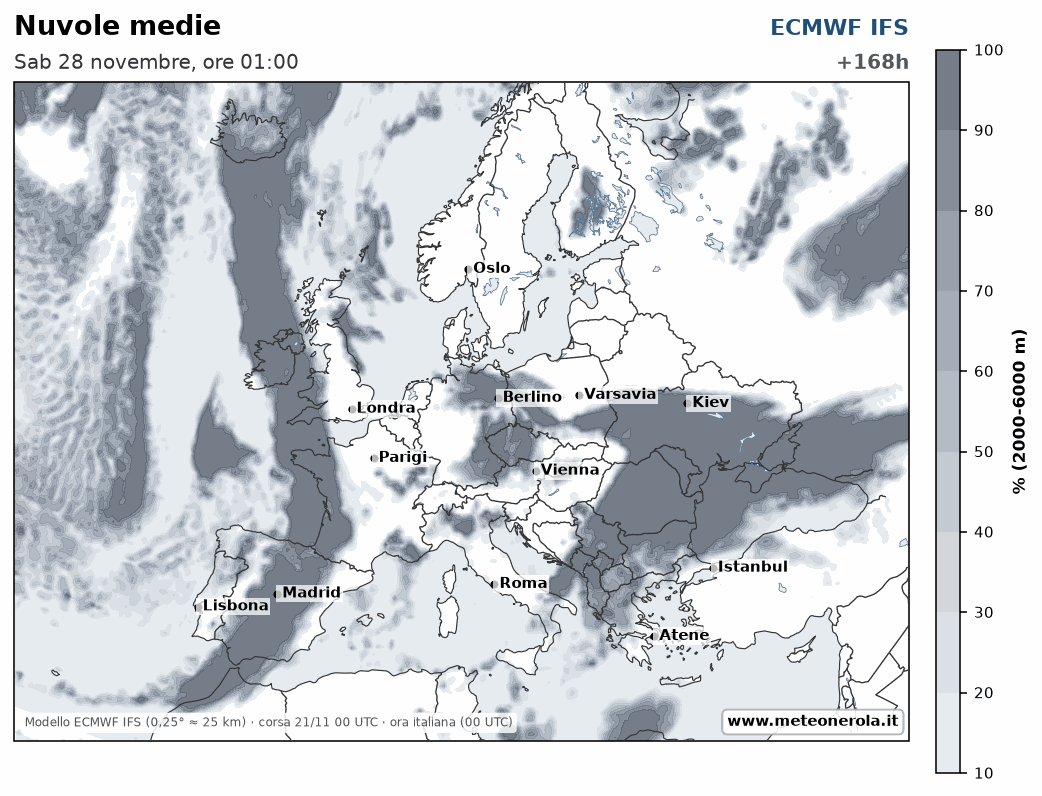 Nuvole medie
ECMWF IFS
Sab 28 novembre, ore 01:00
+168h
100
90
80
70
60
50
40
30
20
10
% (2000-6000 m)
Oslo
Londra
Berlino
Varsavia
Kiev
Parigi
Vienna
Istanbul
Roma
Madrid
Lisbona
Atene
Modello ECMWF IFS (0,25° ≈ 25 km) · corsa 21/11 00 UTC · ora italiana (00 UTC)
www.meteonerola.it